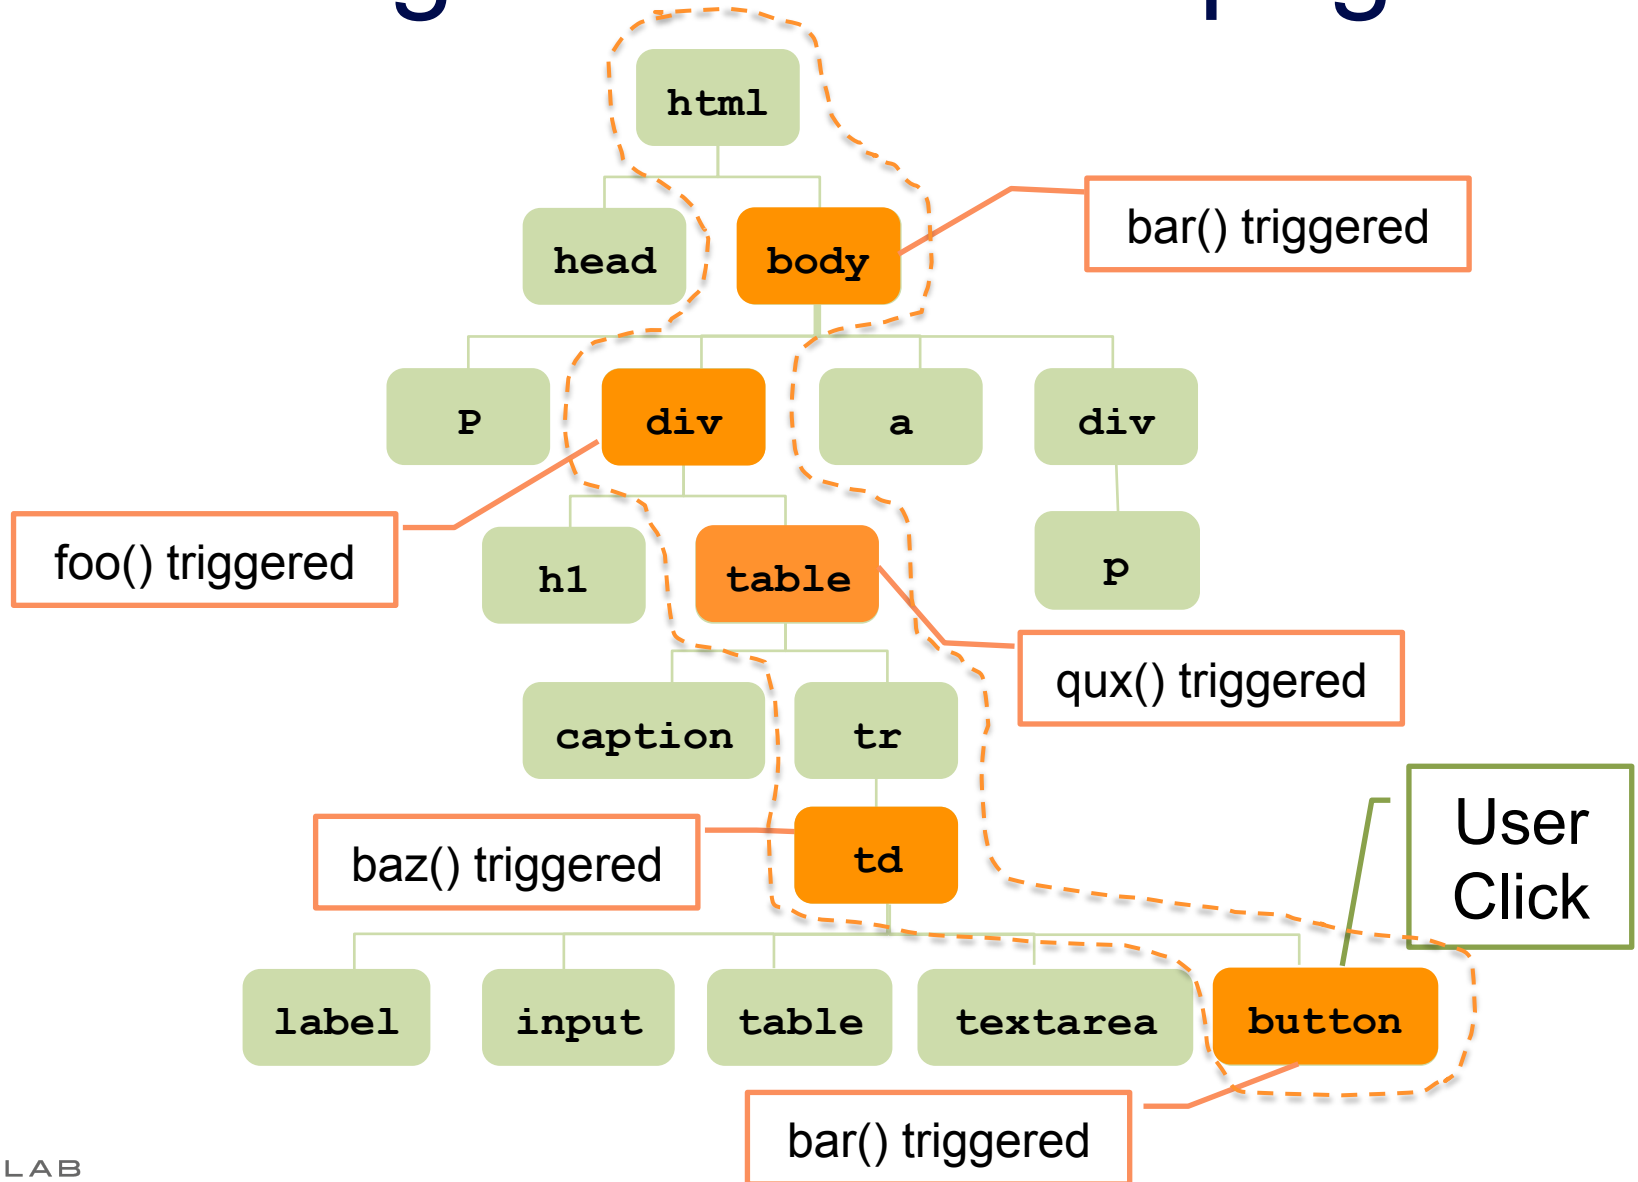 html
bar() triggered
head
body
P
div
a
div
foo() triggered
h1
table
p
qux() triggered
caption
tr
User
Click
baz() triggered
td
label
input
table
textarea
button
bar() triggered
LAB